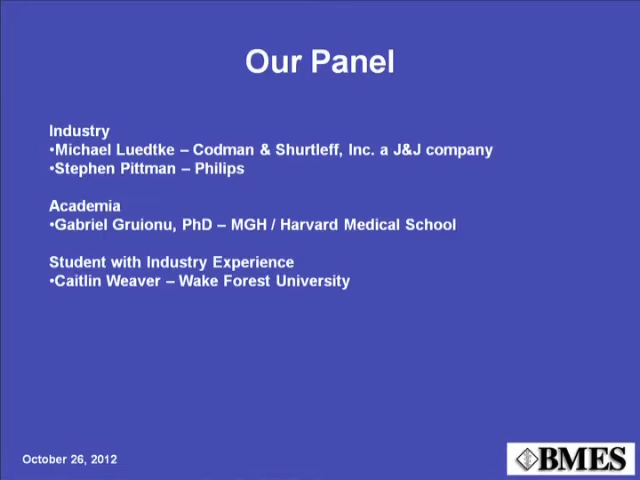 Our Panel
Industry
•Michael Luedtke – Codman & Shurtleff, Inc. a J&J company
•Stephen Pittman – Philips
Academia
•Gabriel Gruionu, PhD – MGH / Harvard Medical School
Student with Industry Experience
•Caitlin Weaver – Wake Forest University
October 26, 2012
BMES